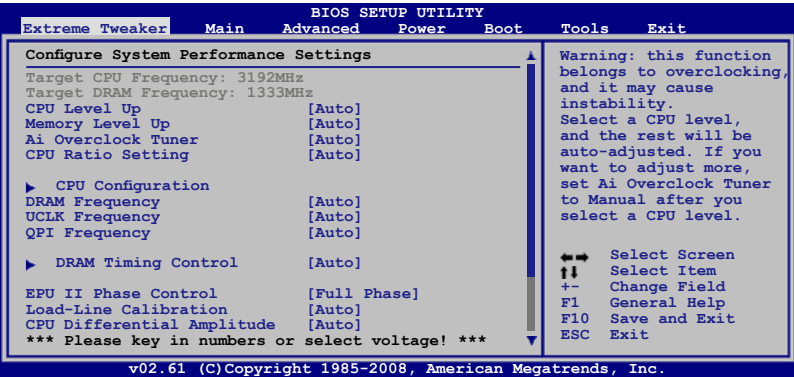 BIOS SETUP UTILITY
Extreme Tweaker Main Advanced Power Boot Tools Exit
Configure System Performance Settings
Target CPU Frequency: 3192MHz
Target DRAM Frequency: 1333MHz
CPU Level Up [Auto]
Memory Level Up [Auto]
Ai Overclock Tuner [Auto]
CPU Ratio Setting [Auto]
CPU Configuration
DRAM Frequency [Auto]
UCLK Frequency [Auto]
QPI Frequency [Auto]
DRAM Timing Control [Auto]
EPU II Phase Control [Full Phase]
Load-Line Calibration [Auto]
CPU Differential Amplitude [Auto]
*** Please key in numbers or select voltage! ***
Warning: this function
belongs to overclocking,
and it may cause
instability.
Select a CPU level,
and the rest will be
auto-adjusted. If you
want to adjust more,
set Ai Overclock Tuner
to Manual after you
select a CPU level.
Select Screen
Select Item
+- Change Field
F1 General Help
F10 Save and Exit
ESC Exit
v02.61 (C)Copyright 1985-2008, American Megatrends, Inc.